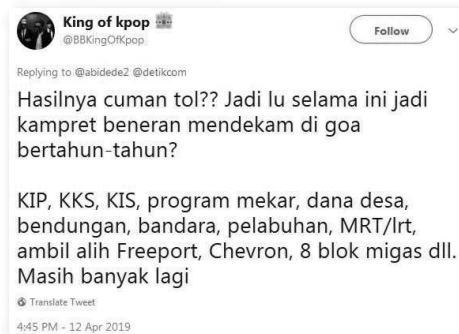 King of kpop
@BBKingOfKpop
Follow
Replying to @abidede2 @detikcom
Hasilnya cuman tol?? Jadi lu selama ini jadi
kampret beneran mendekam di goa
bertahun-tahun?
KIP, KKS, KIS, program mekar, dana desa,
bendungan, bandara, pelabuhan, MRT/lrt,
ambil alih Freeport, Chevron, 8 blok migas dll.
Masih banyak lagi
Translate Tweet
4:45 PM - 12 Apr 2019